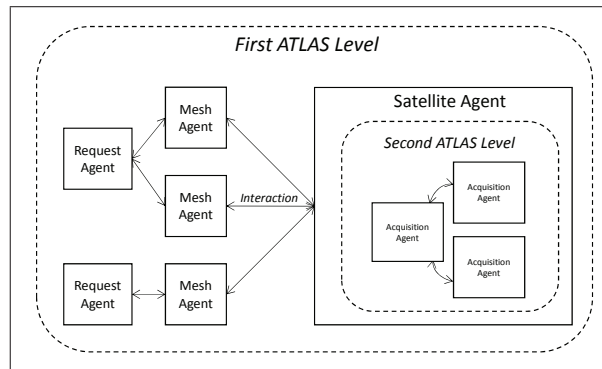 First ATLAS Level
Mesh
Agent
Request
Agent
Mesh
Agent
Interaction
Request
Agent
Mesh
Agent
Satellite Agent
Second ATLAS Level
Acquisition
Agent
Acquisition
Agent
Acquisition
Agent